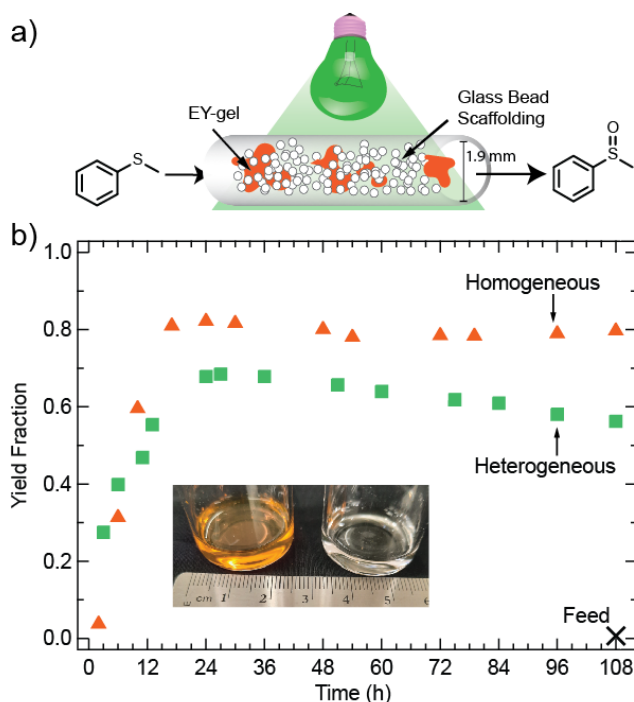 a)
EY-gel
Glass Bead
Scaffolding
S
1.9 mm
O
S
b)
1.0
0.8
0.6
0.4
0.2
0.0
Yield Fraction
Homogeneous
Heterogeneous
Feed
cm 1 2 3 4 5 6
0 12 24 36 48 60 72 84 96 108
Time (h)